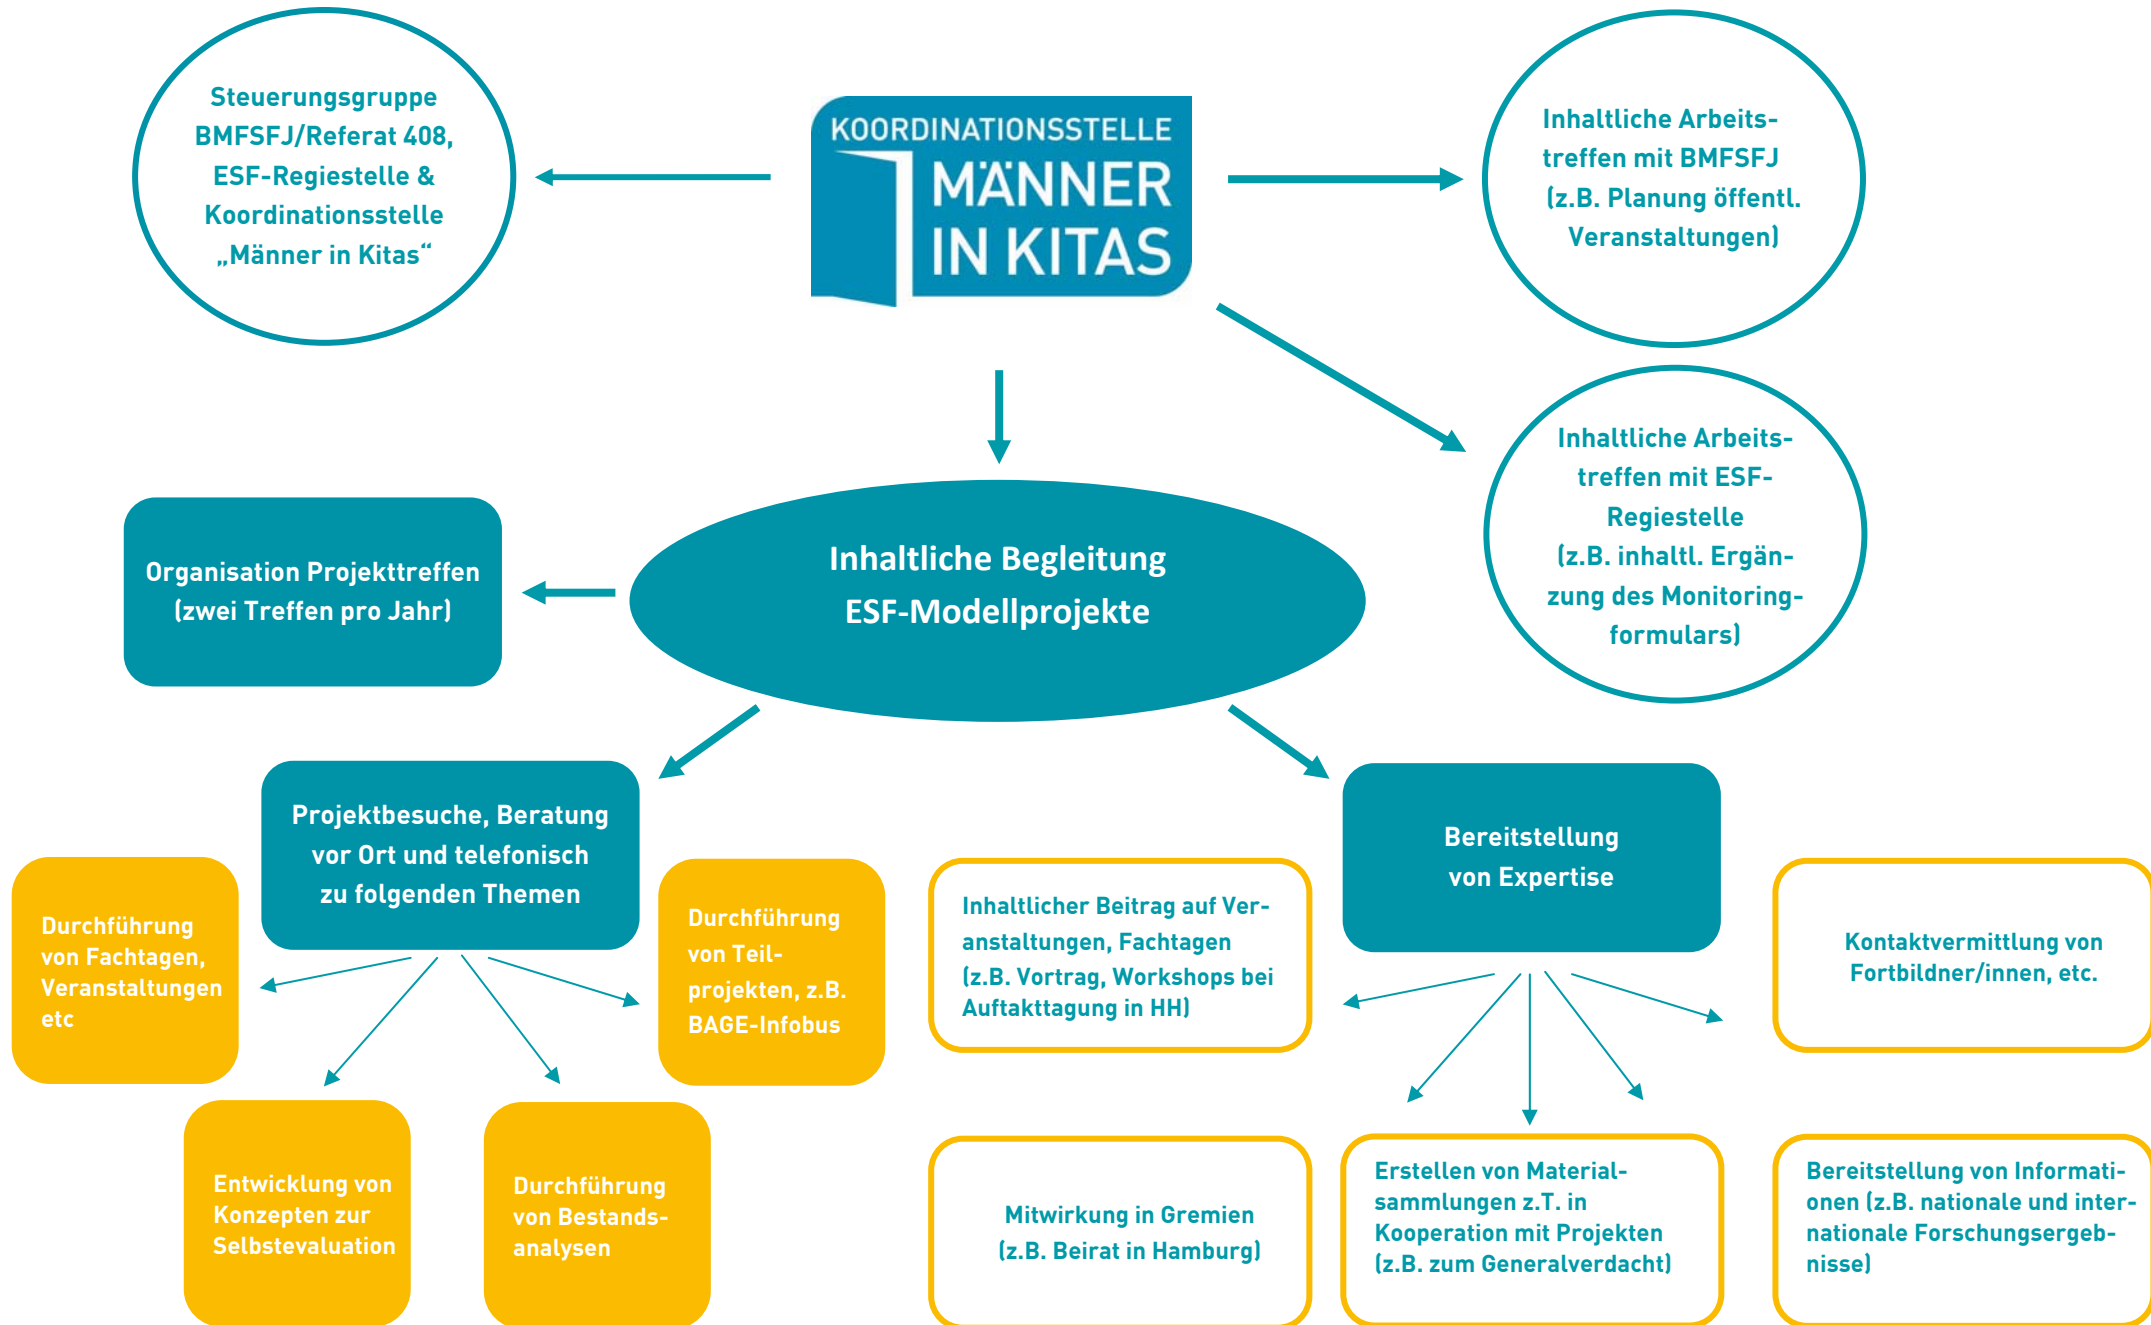 Steuerungsgruppe
BMFSFJ/Referat 408,
ESF-Regiestelle &
Koordinationsstelle
„Männer in Kitas“
KOORDINATIONSSTELLE
MÄNNER
IN KITAS
Inhaltliche Arbeits-
treffen mit BMFSFJ
(z.B. Planung öffentl.
Veranstaltungen)
Inhaltliche Arbeits-
treffen mit ESF-
Regiestelle
(z.B. inhaltl. Ergän-
zung des Monitoring-
formulars)
Organisation Projekttreffen
(zwei Treffen pro Jahr)
Inhaltliche Begleitung
ESF-Modellprojekte
Projektbesuche, Beratung
vor Ort und telefonisch
zu folgenden Themen
Durchführung
von Fachtagen,
Veranstaltungen
etc
Entwicklung von
Konzepten zur
Selbstevaluation
Durchführung
von Bestands-
analysen
Durchführung
von Teil-
projekten, z.B.
BAGE-Infobus
Bereitstellung
von Expertise
Inhaltlicher Beitrag auf Ver-
anstaltungen, Fachtagen
(z.B. Vortrag, Workshops bei
Auftakttagung in HH)
Kontaktvermittlung von
Fortbildner/innen, etc.
Mitwirkung in Gremien
(z.B. Beirat in Hamburg)
Erstellen von Material-
sammlungen z.T. in
Kooperation mit Projekten
(z.B. zum Generalverdacht)
Bereitstellung von Informati-
onen (z.B. nationale und inter-
nationale Forschungsergeb-
nisse)